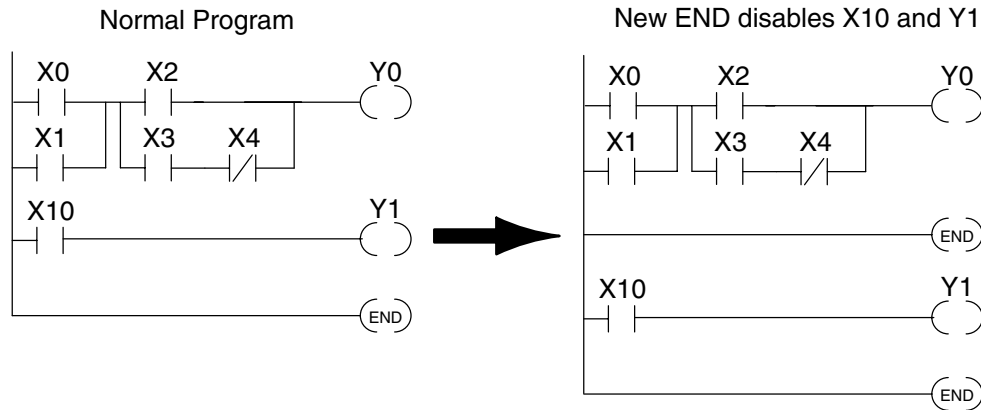 Normal Program
X0 X2 Y0
X1 X3 X4
X10 Y1
END
New END disables X10 and Y1
X0 X2 Y0
X1 X3 X4
END
X10 Y1
END